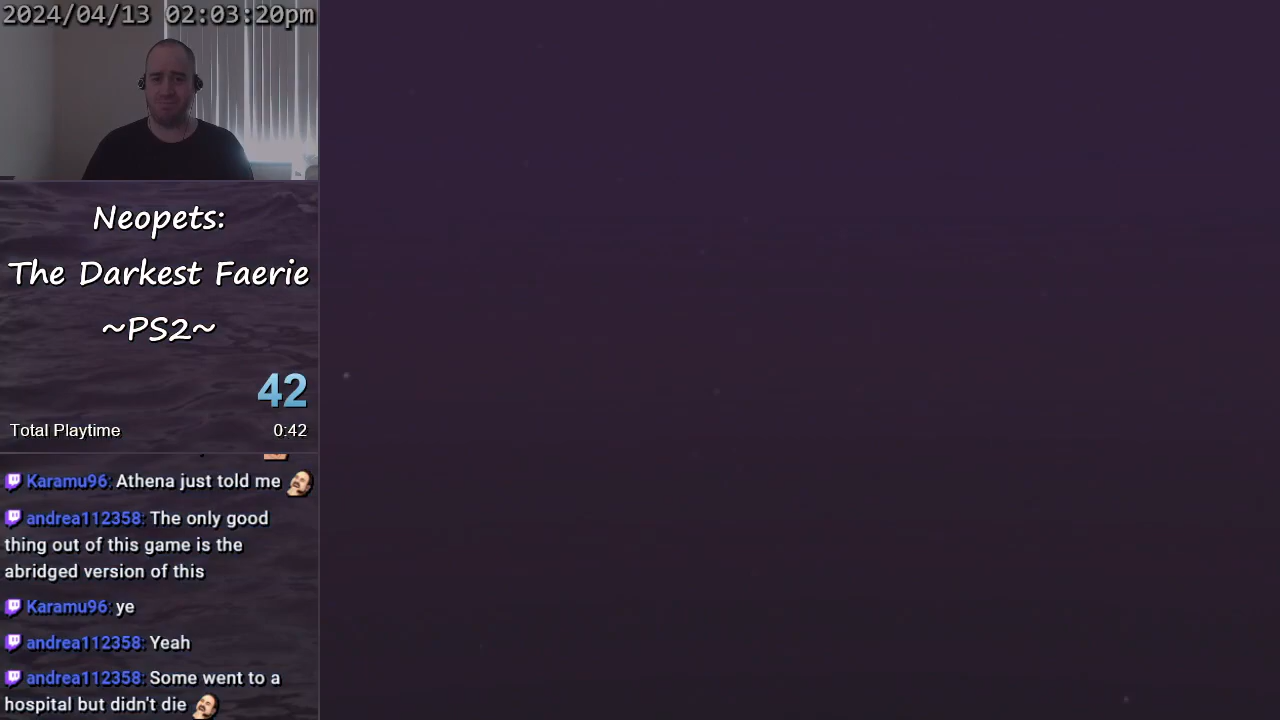 2024/04/13 02:03:20pm
Neopets:
The Darkest Faerie
~PS2~
42
Total Playtime 0:42
Karamu96: Athena just told me
andrea112358: The only good
thing out of this game is the
abridged version of this
Karamu96: ye
andrea112358: Yeah
andrea112358: Some went to a
hospital but didn't die